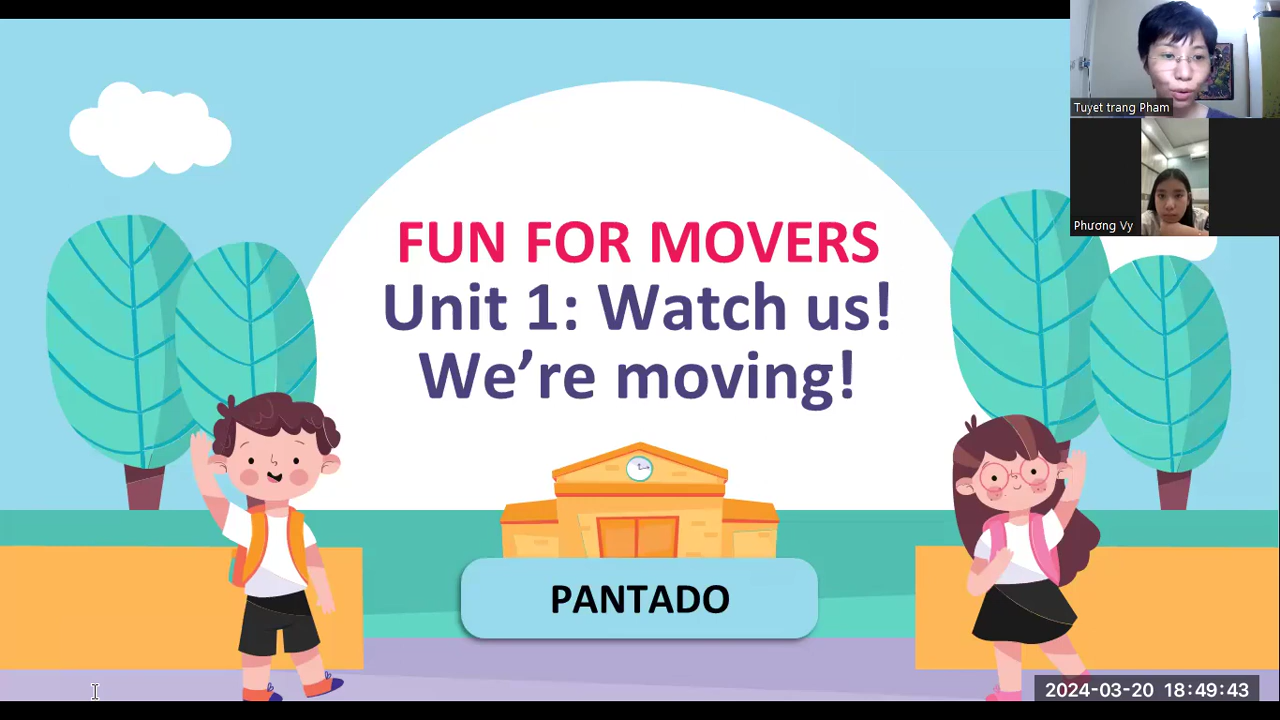 Tuyet trang Pham
Phương Vy
FUN FOR MOVERS
Unit 1: Watch us!
We’re moving!
PANTADO
2024-03-20 18:49:43